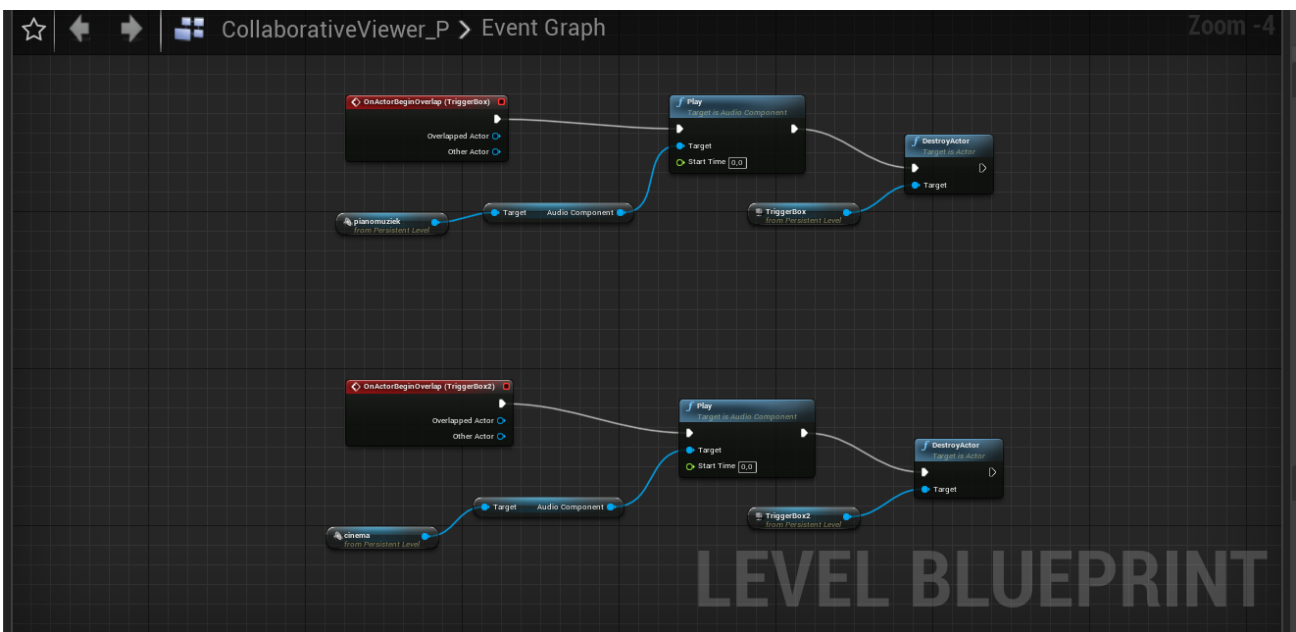 CollaborativeViewer_P > Event Graph
Zoom -4
OnActorBeginOverlap (TriggerBox)
Overlapped Actor
Other Actor
Play
Target is Audio Component
Target
Start Time 0,0
DestroyActor
Target is Actor
Target
pianomuziek
from Persistent Level
Target Audio Component
TriggerBox
from Persistent Level
OnActorBeginOverlap (TriggerBox2)
Overlapped Actor
Other Actor
Play
Target is Audio Component
Target
Start Time 0,0
DestroyActor
Target is Actor
Target
cinema
from Persistent Level
Target Audio Component
TriggerBox2
from Persistent Level
LEVEL BLUEPRINT